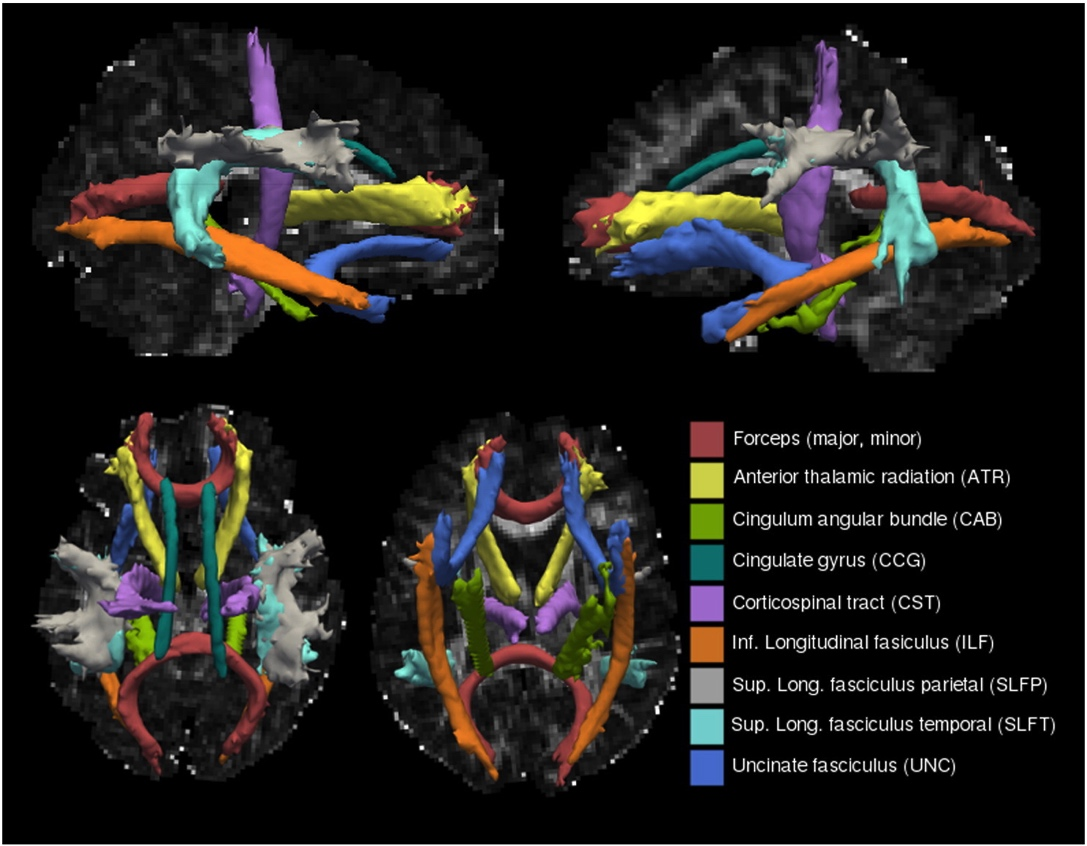 Forceps (major, minor)
Anterior thalamic radiation (ATR)
Cingulum angular bundle (CAB)
Cingulate gyrus (CCG)
Corticospinal tract (CST)
Inf. Longitudinal fasiculus (ILF)
Sup. Long. fasciculus parietal (SLFP)
Sup. Long. fasciculus temporal (SLFT)
Uncinate fasciculus (UNC)